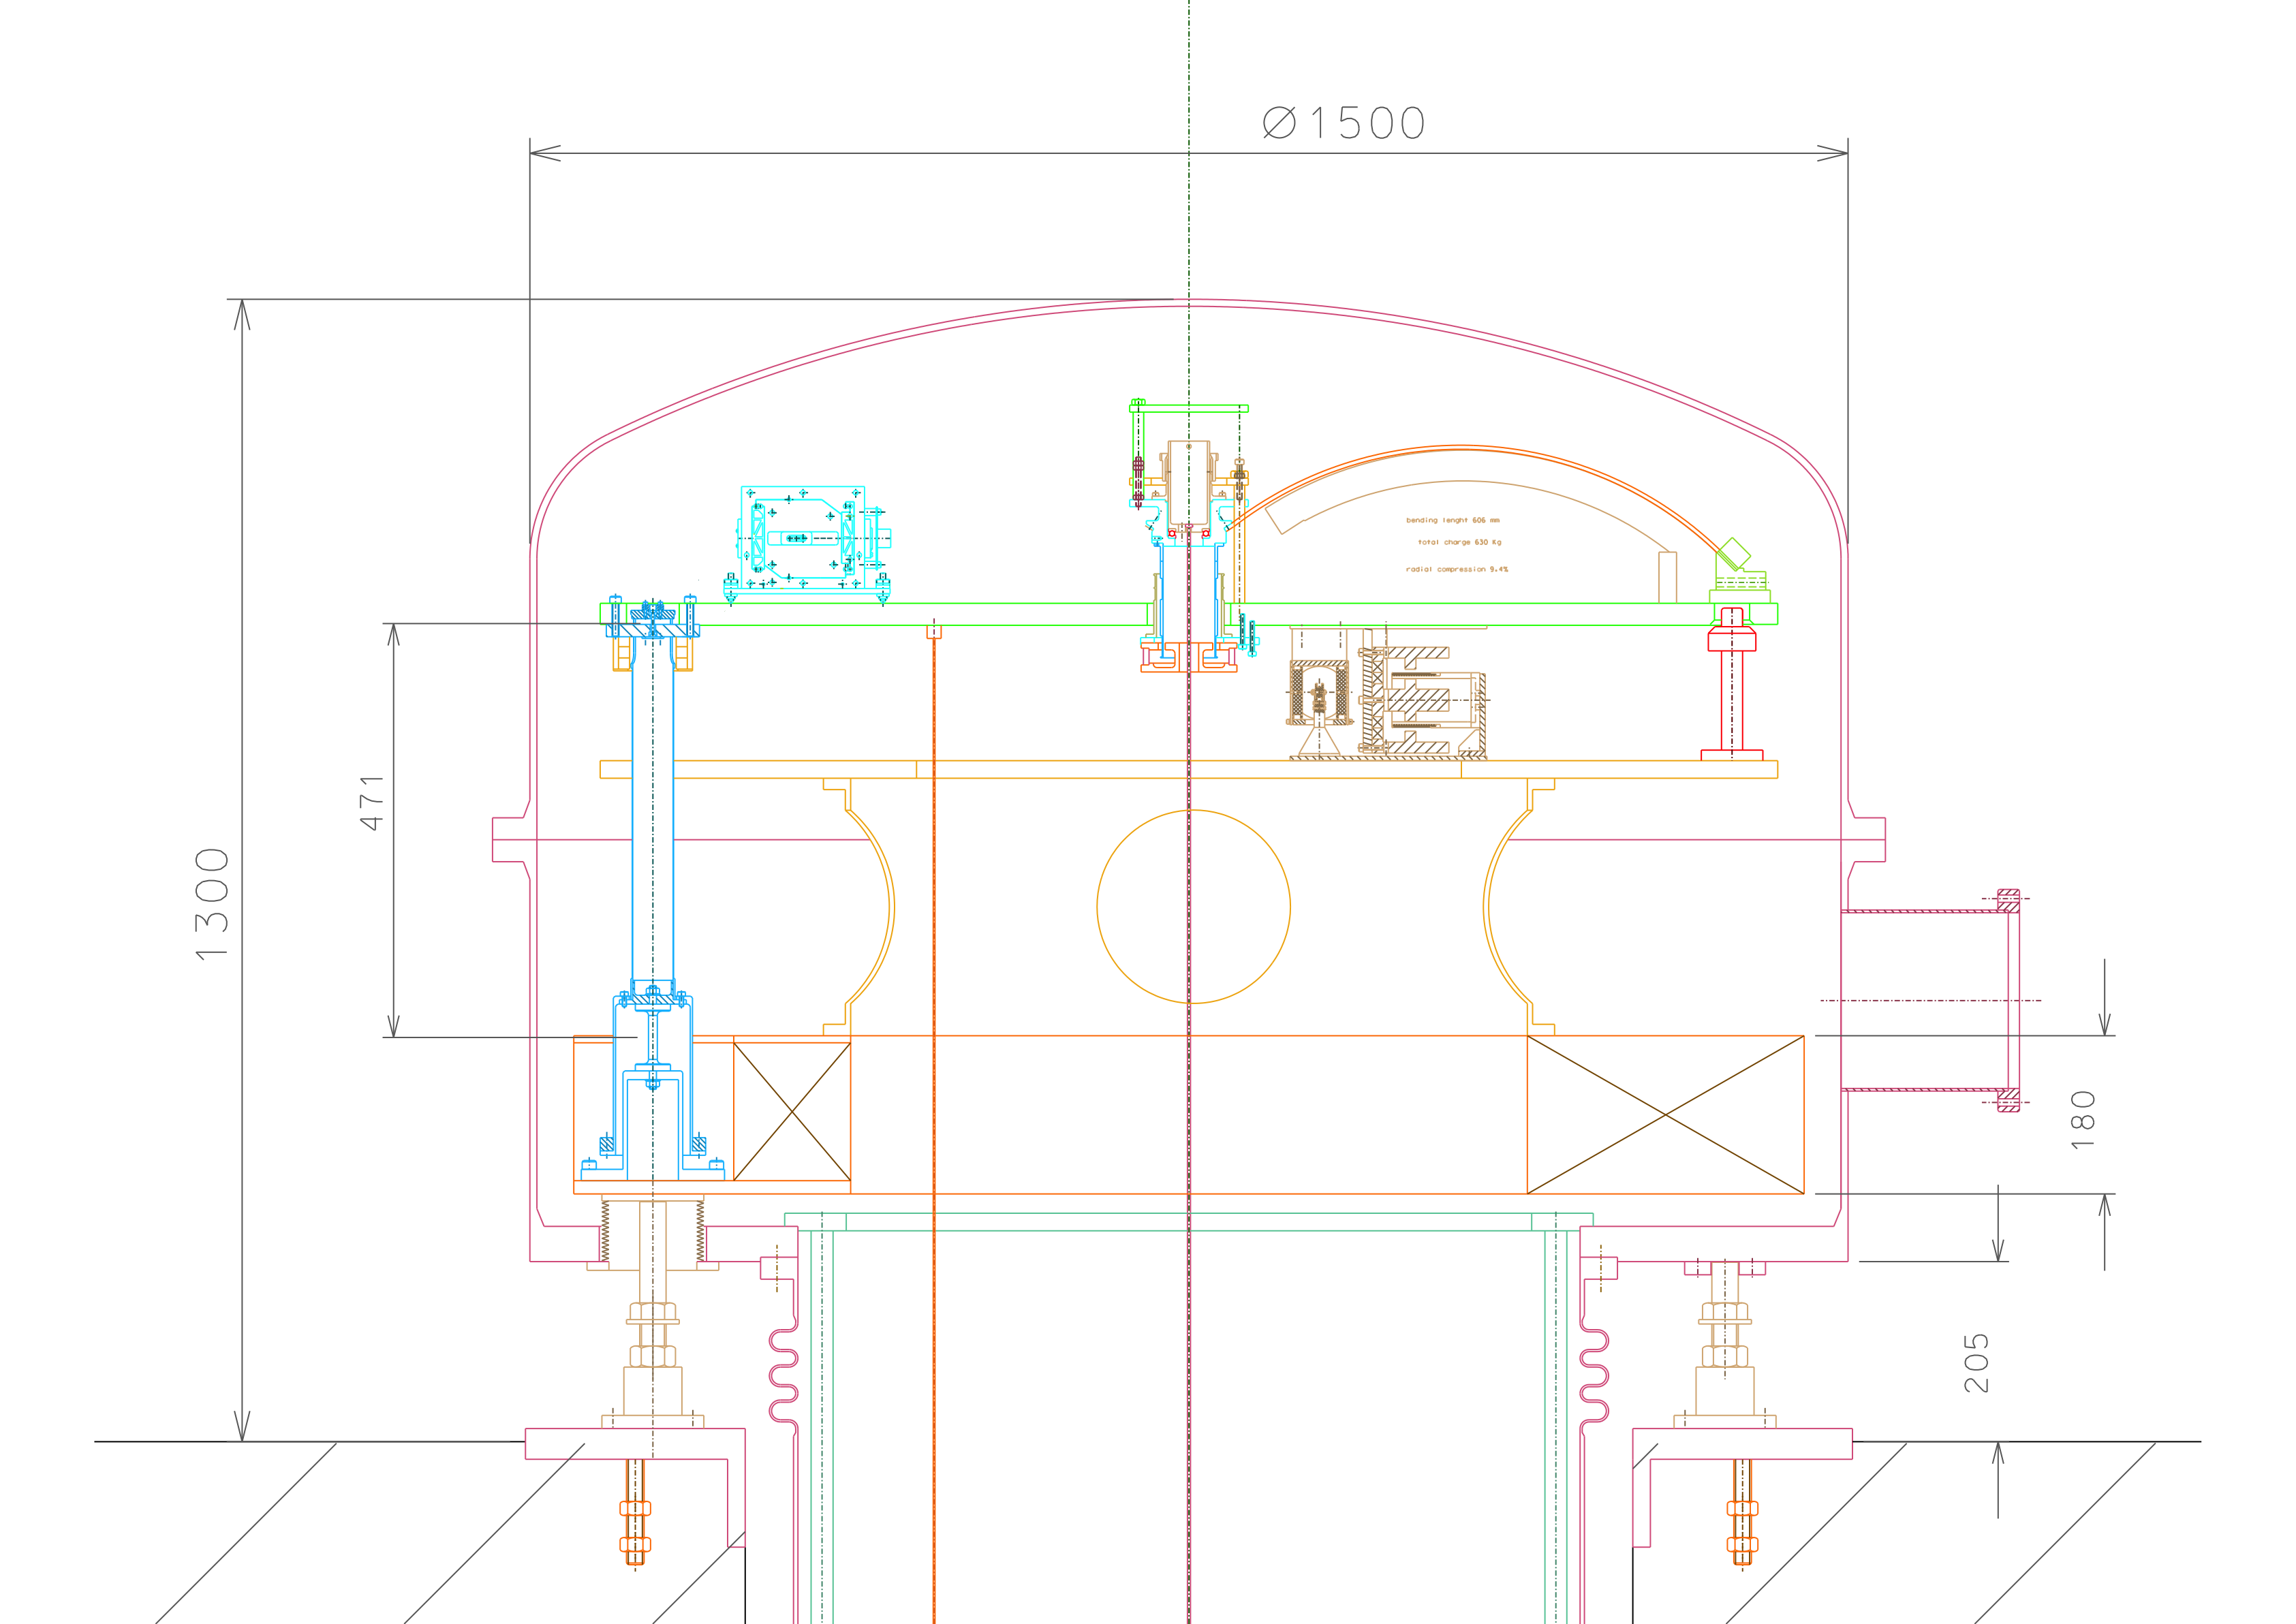 Ø1500
bending lenght 606 mm
total charge 630 Kg
radial compression 9.4%
471
1300
180
205